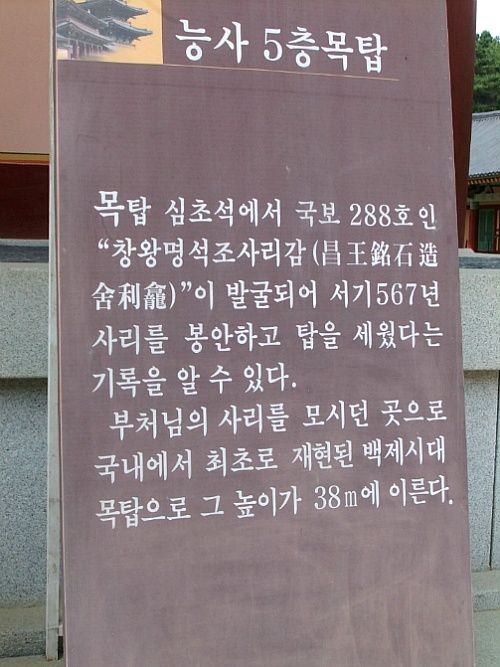 능사 5층목탑
목탑 심초석에서 국보 288호인
“창왕명석조사리감(昌王銘石造
舍利龕)”이 발굴되어 서기567년
사리를 봉안하고 탑을 세웠다는
기록을 알 수 있다.
부처님의 사리를 모시던 곳으로
국내에서 최초로 재현된 백제시대
목탑으로 그 높이가 38m에 이른다.